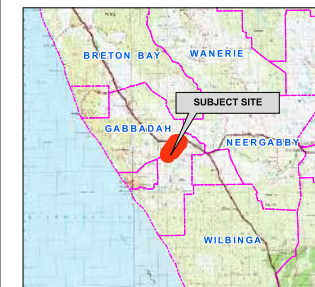 BRETON BAY
WANERIE
SUBJECT SITE
GABBADAH
NEERGABBY
WILBINGA